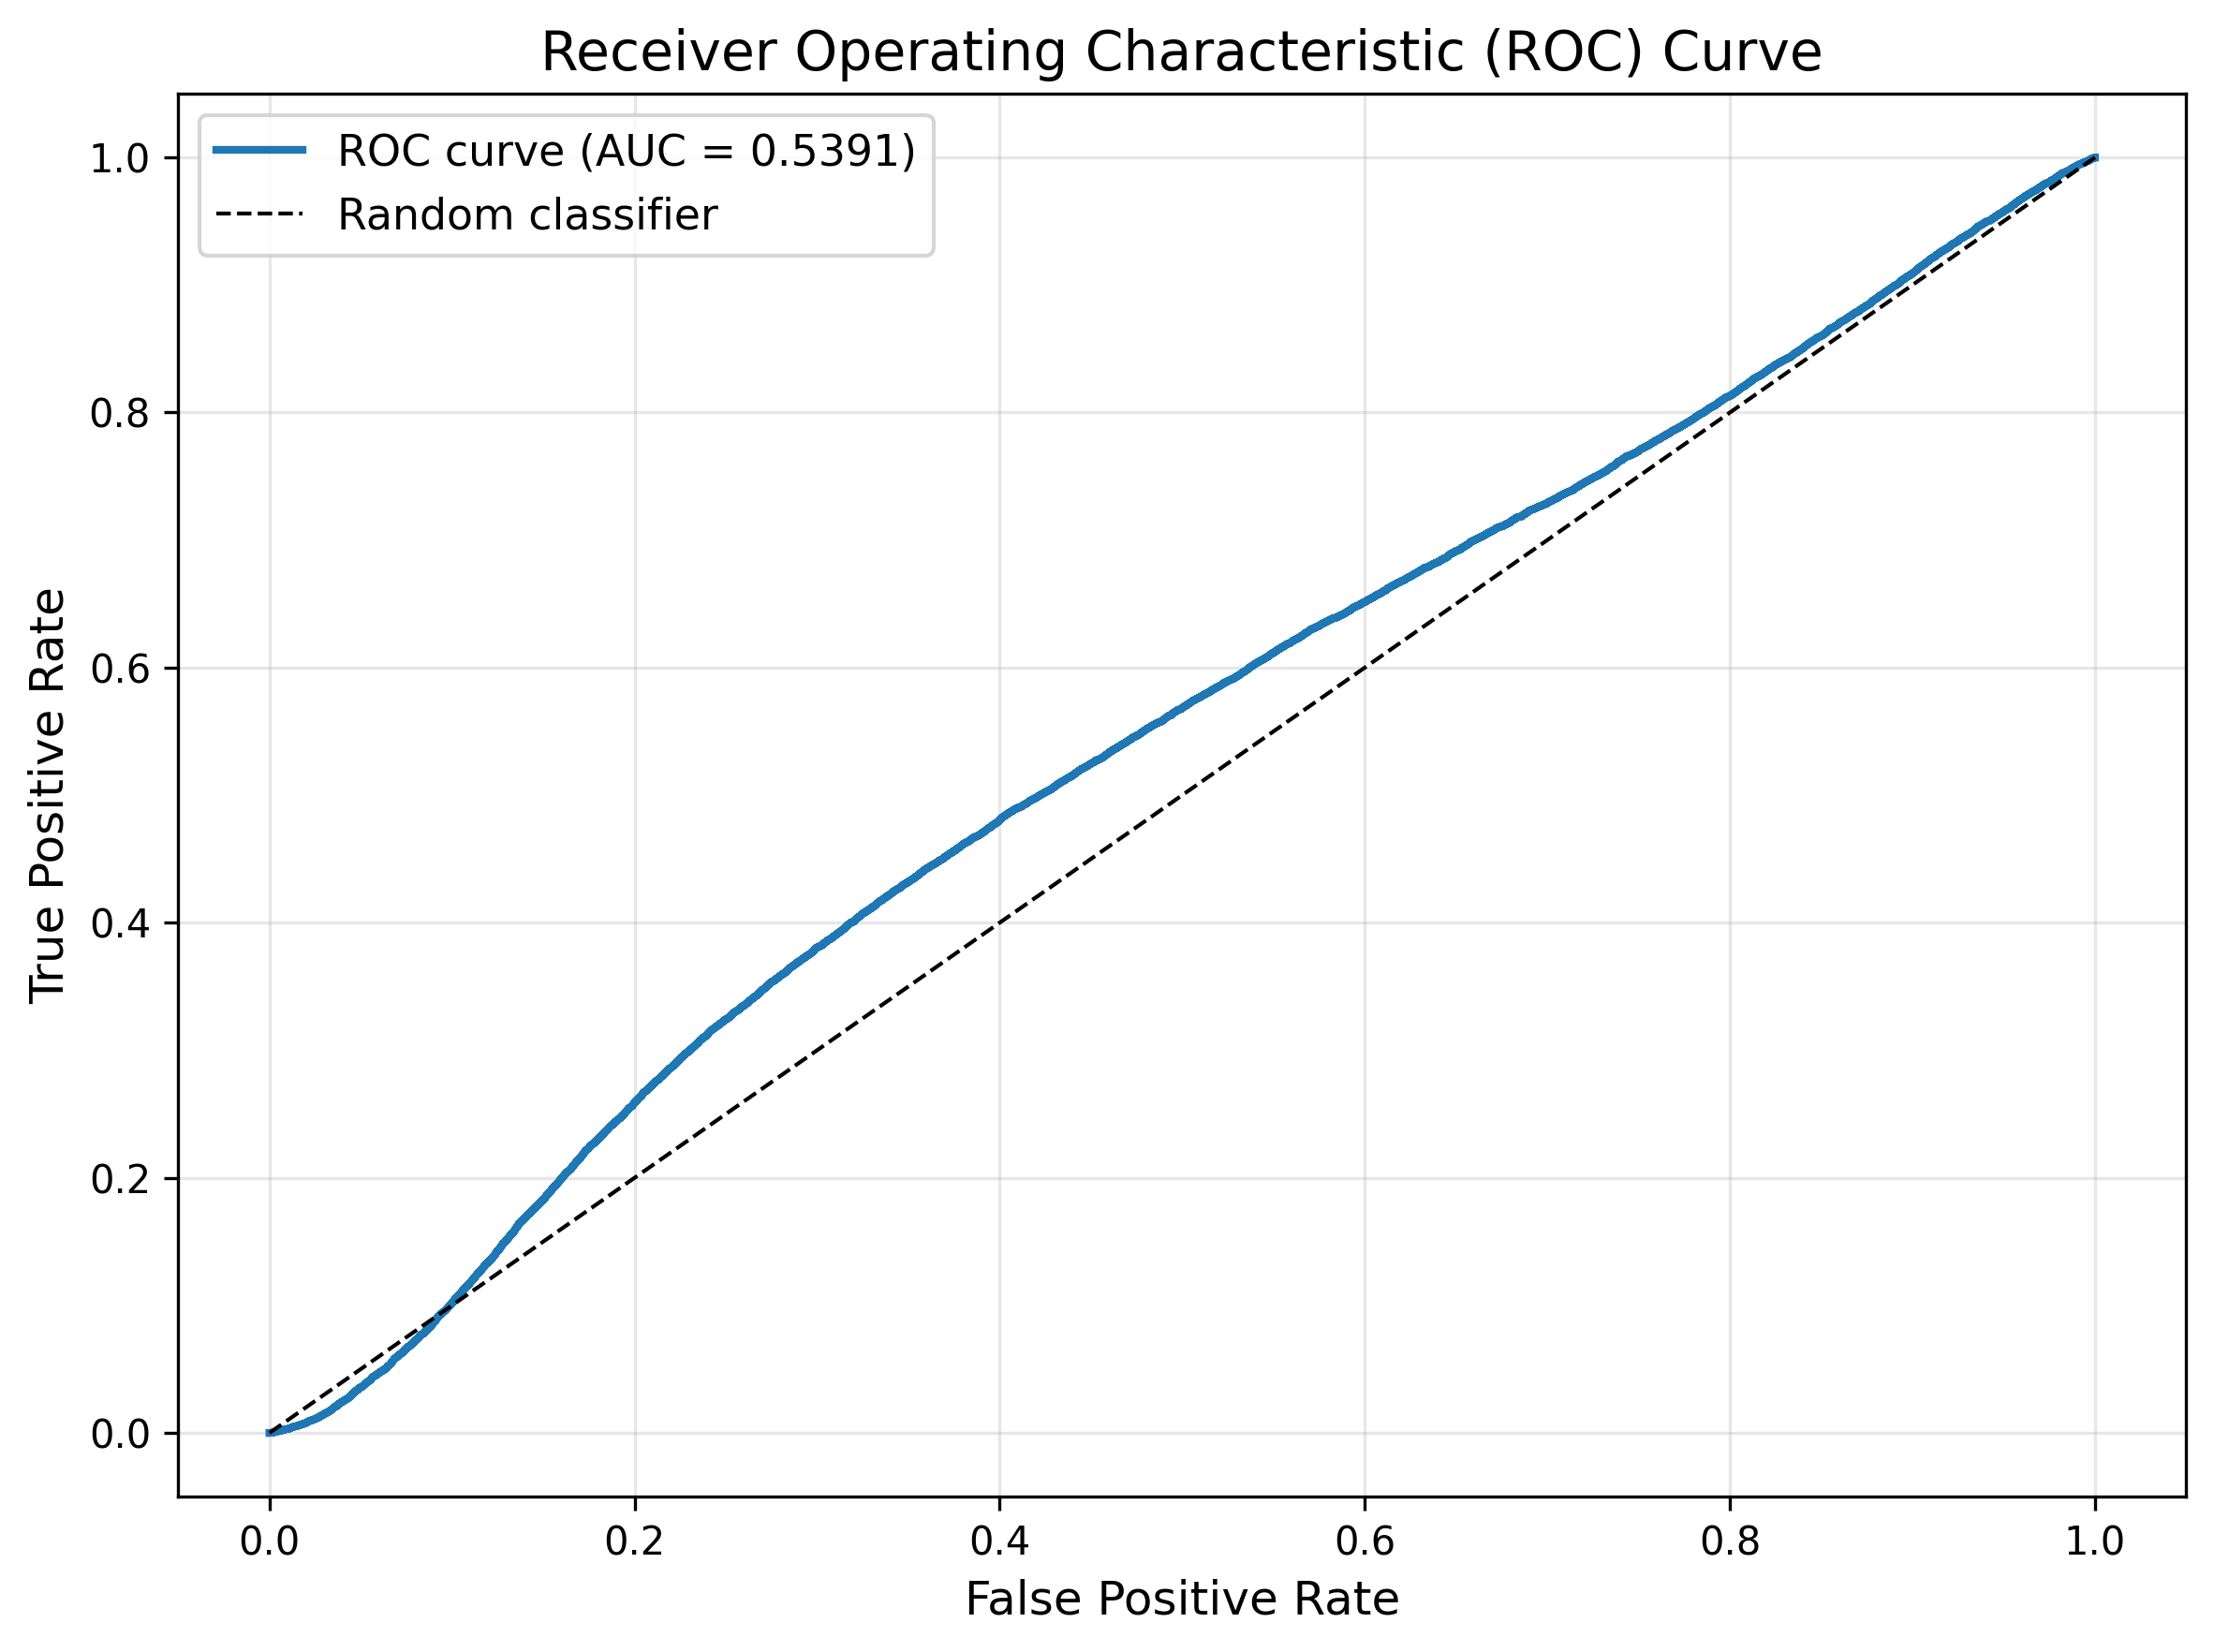 Receiver Operating Characteristic (ROC) Curve
ROC curve (AUC = 0.5391)
Random classifier
True Positive Rate
1.0
0.8
0.6
0.4
0.2
0.0
0.0 0.2 0.4 0.6 0.8 1.0
False Positive Rate